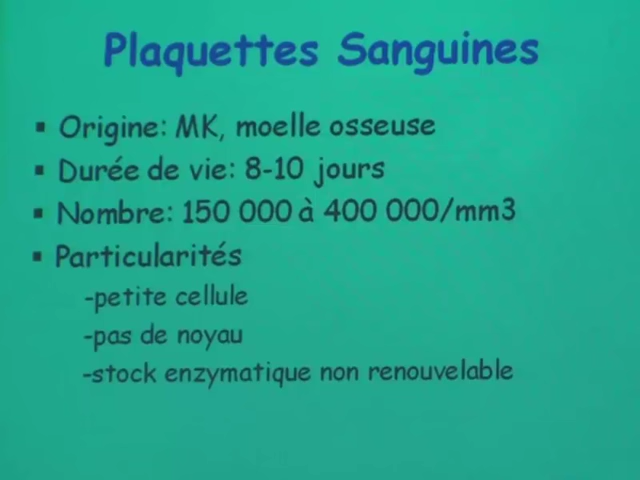 Plaquettes Sanguines
▪ Origine: MK, moelle osseuse
▪ Durée de vie: 8-10 jours
▪ Nombre: 150 000 à 400 000/mm3
▪ Particularités
-petite cellule
-pas de noyau
-stock enzymatique non renouvelable